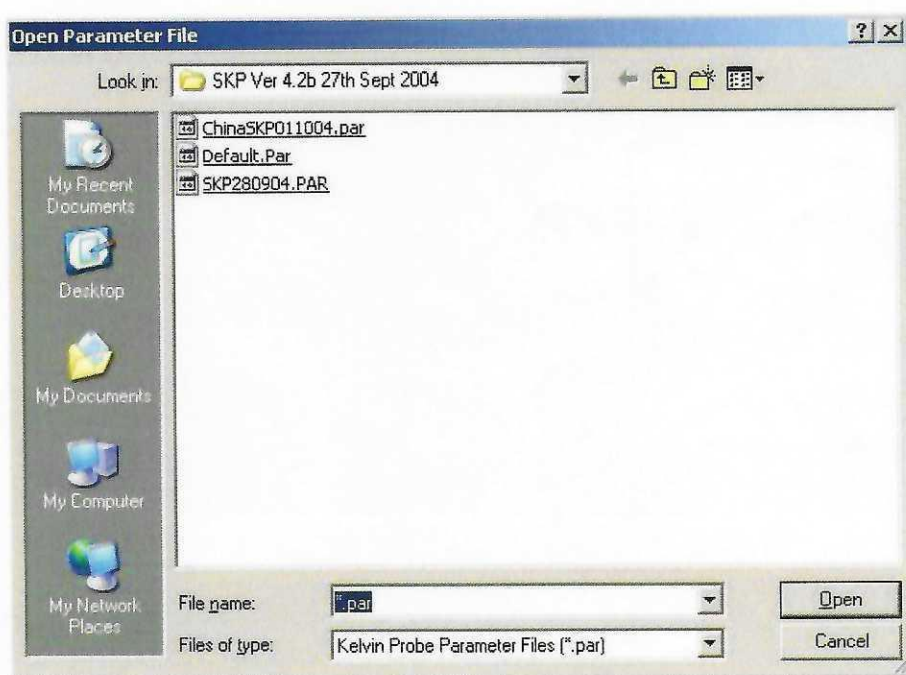 Open Parameter File
Look in: SKP Ver 4.2b 27th Sept 2004
ChinaSKP011004.par
Default.Par
SKP280904.PAR
My Recent
Documents
Desktop
My Documents
My Computer
My Network
Places
File name: *.par
Open
Files of type: Kelvin Probe Parameter Files (*.par)
Cancel